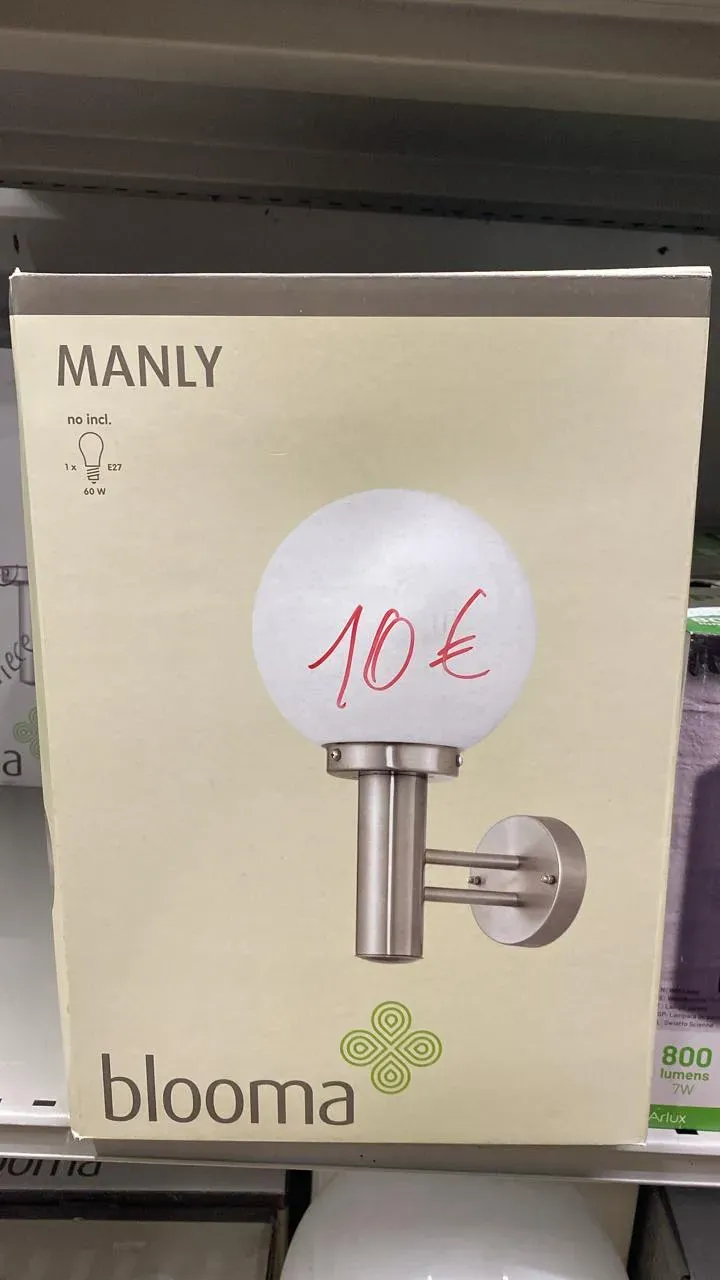 MANLY
no incl.
1 x
E27
60 W
10 €
blooma
800
lumens
7W
Arlux